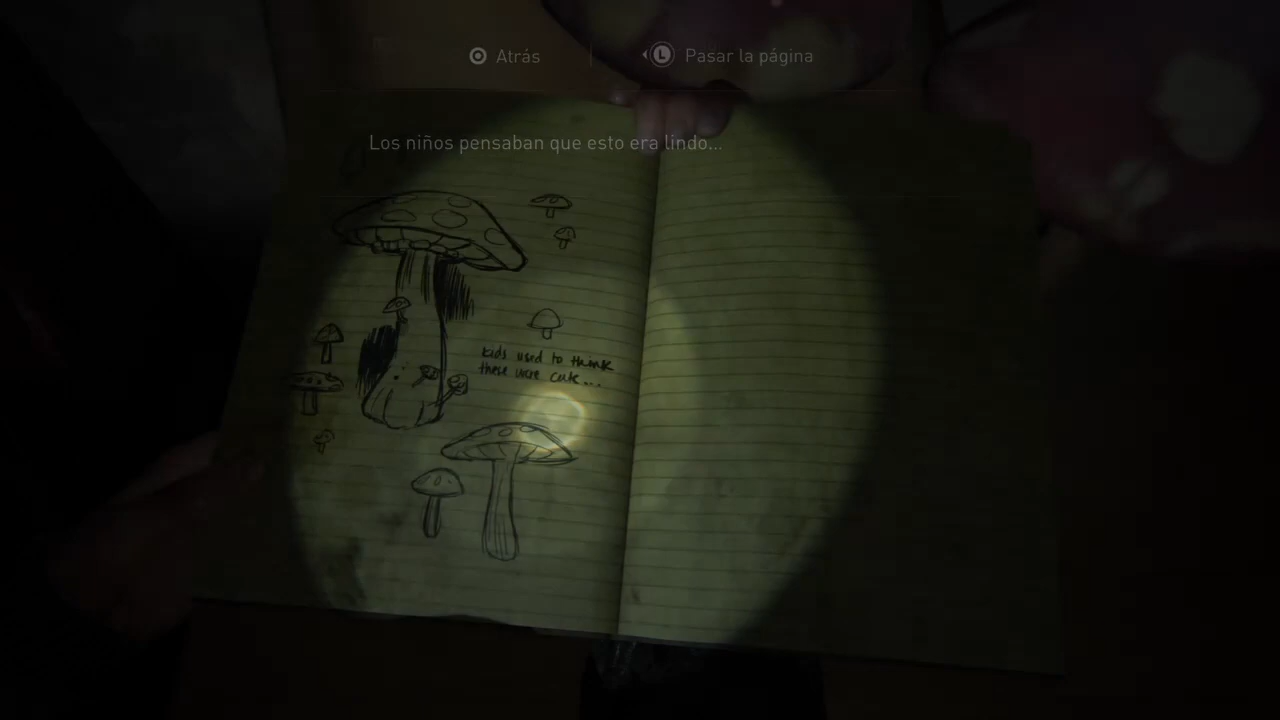 Atrás
L Pasar la página
Los niños pensaban que esto era lindo...
kids used to think
these were cute...